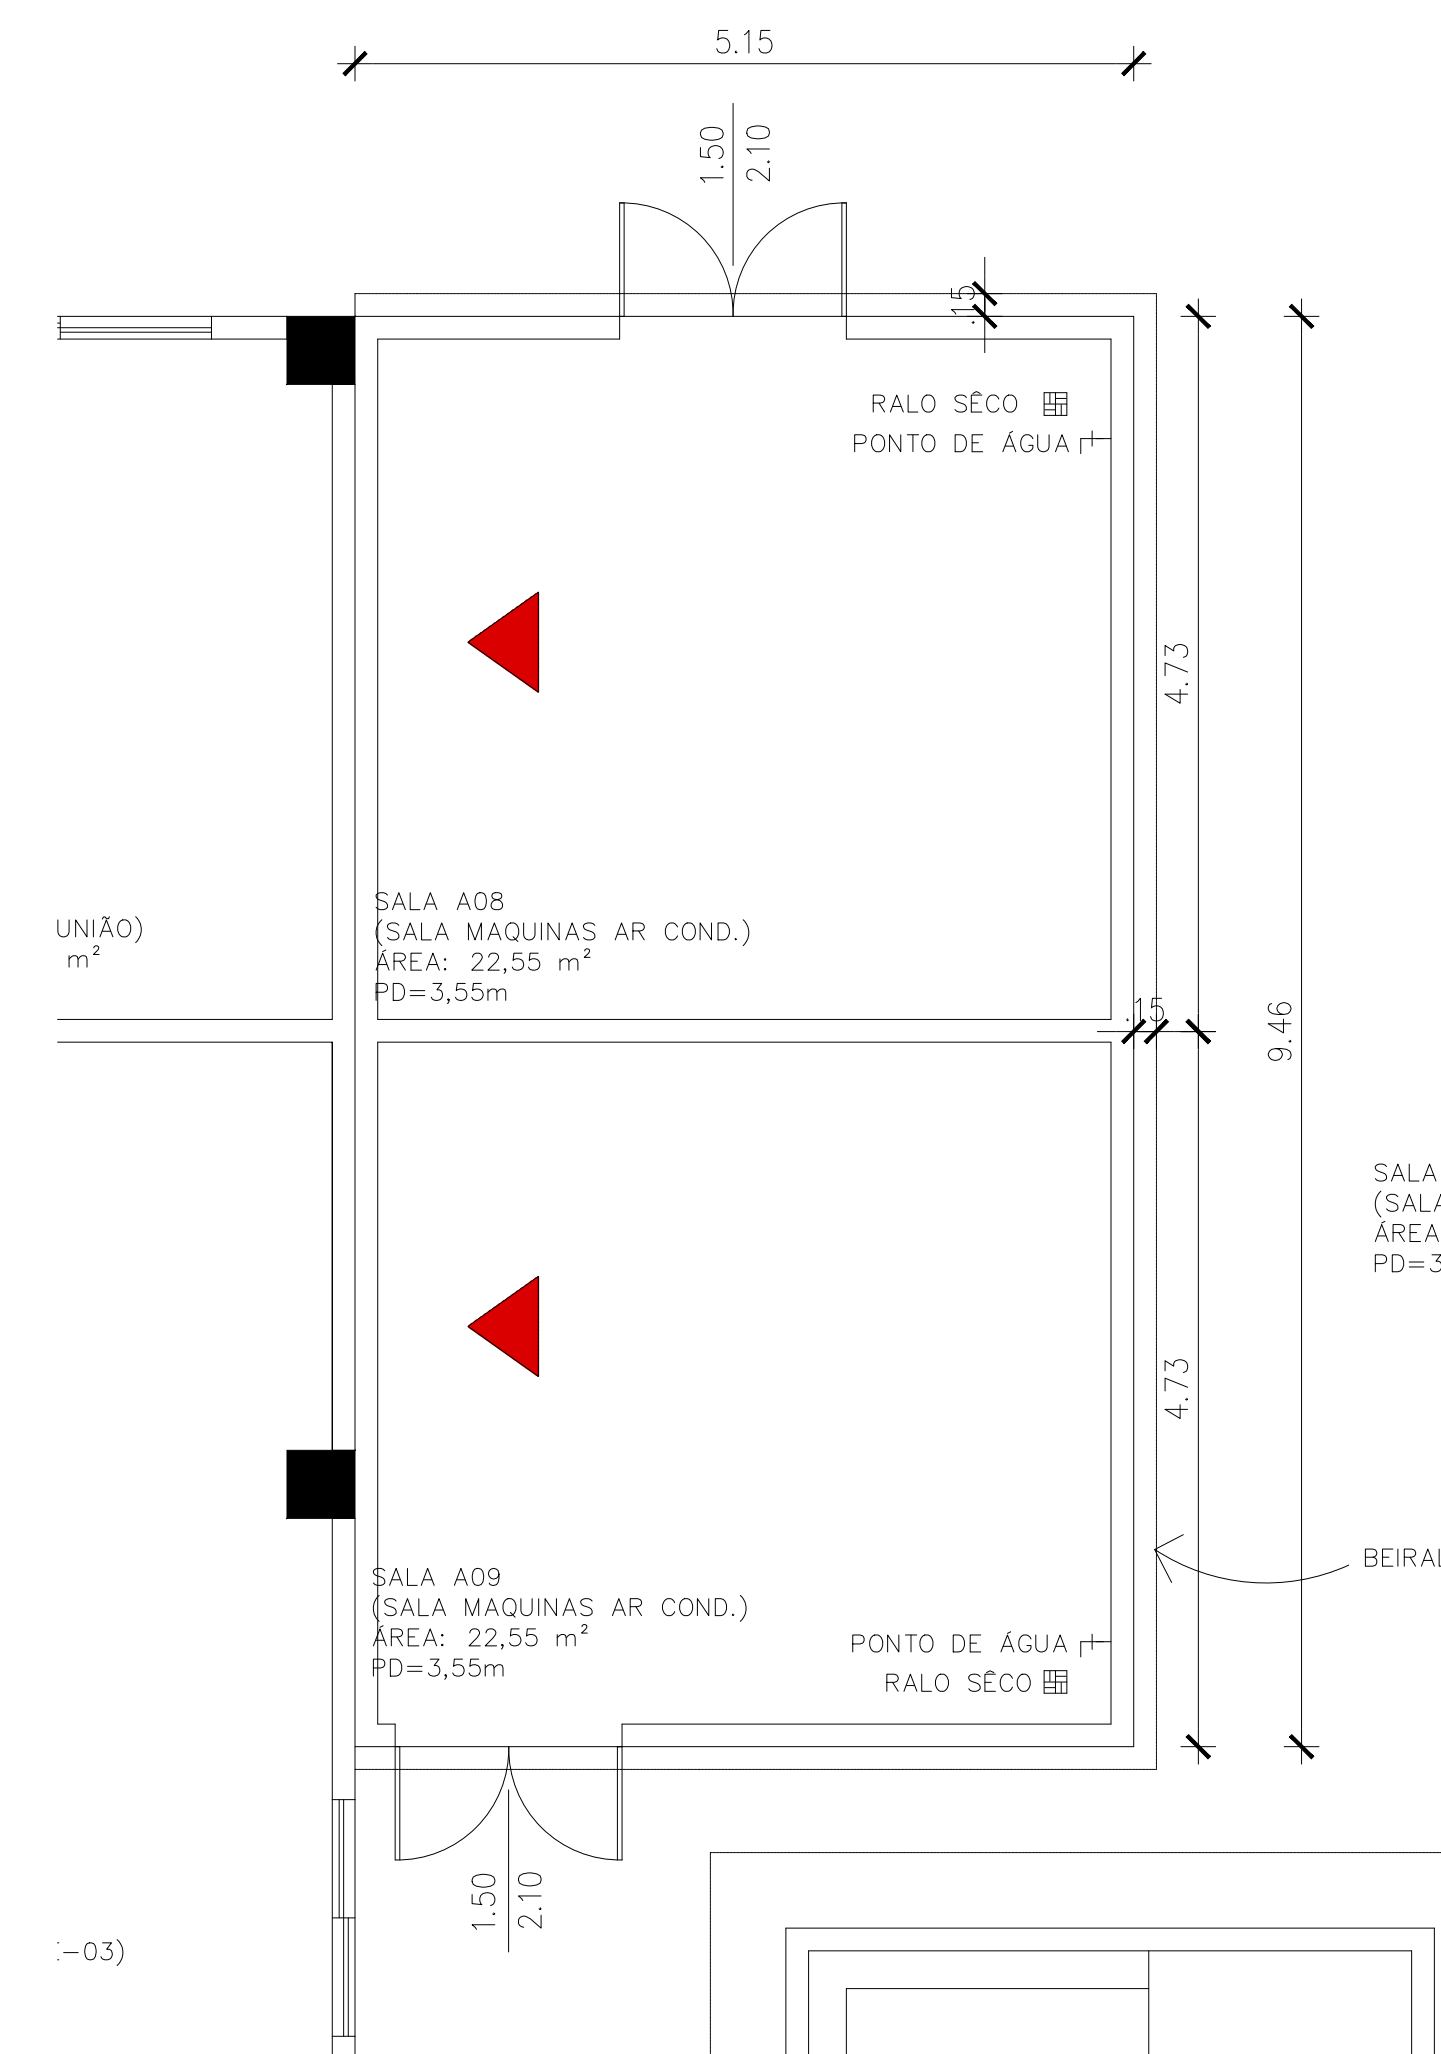 5.15
1.50
2.10
.15
RALO SÊCO
PONTO DE ÁGUA
4.73
SALA A08
(SALA MAQUINAS AR COND.)
ÁREA: 22,55 m²
PD=3,55m
UNIÃO)
m²
.15
9.46
SALA
(SALA
ÁREA
PD=3
4.73
BEIRAL
SALA A09
(SALA MAQUINAS AR COND.)
ÁREA: 22,55 m²
PD=3,55m
PONTO DE ÁGUA
RALO SÊCO
1.50
2.10
-03)